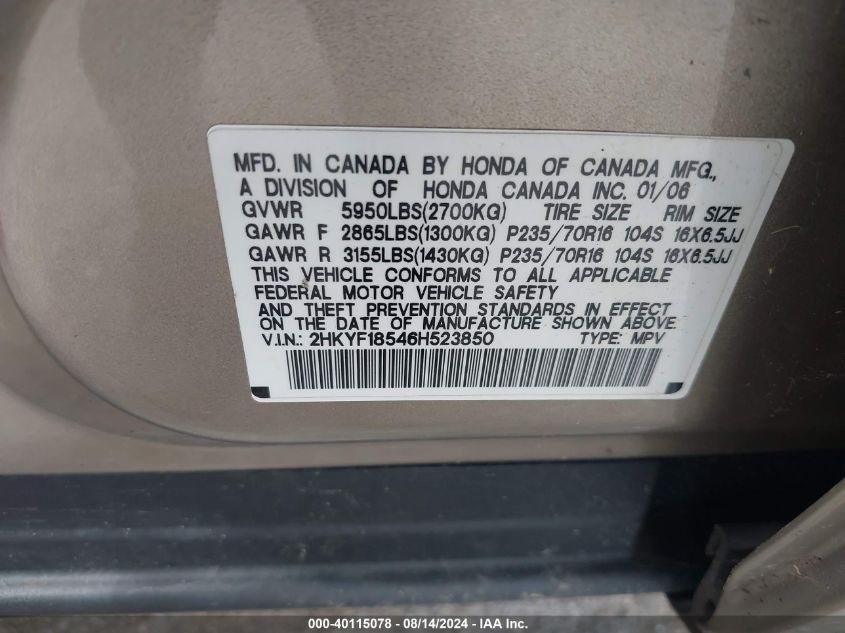 MFD. IN CANADA BY HONDA OF CANADA MFG.,
A DIVISION OF HONDA CANADA INC. 01/06
GVWR 5950LBS(2700KG) TIRE SIZE RIM SIZE
GAWR F 2865LBS(1300KG) P235/70R16 104S 16X6.5JJ
GAWR R 3155LBS(1430KG) P235/70R16 104S 16X6.5JJ
THIS VEHICLE CONFORMS TO ALL APPLICABLE
FEDERAL MOTOR VEHICLE SAFETY
AND THEFT PREVENTION STANDARDS IN EFFECT
ON THE DATE OF MANUFACTURE SHOWN ABOVE.
V.I.N.: 2HKYF18546H523850 TYPE: MPV
000-40115078 - 08/14/2024 - IAA Inc.